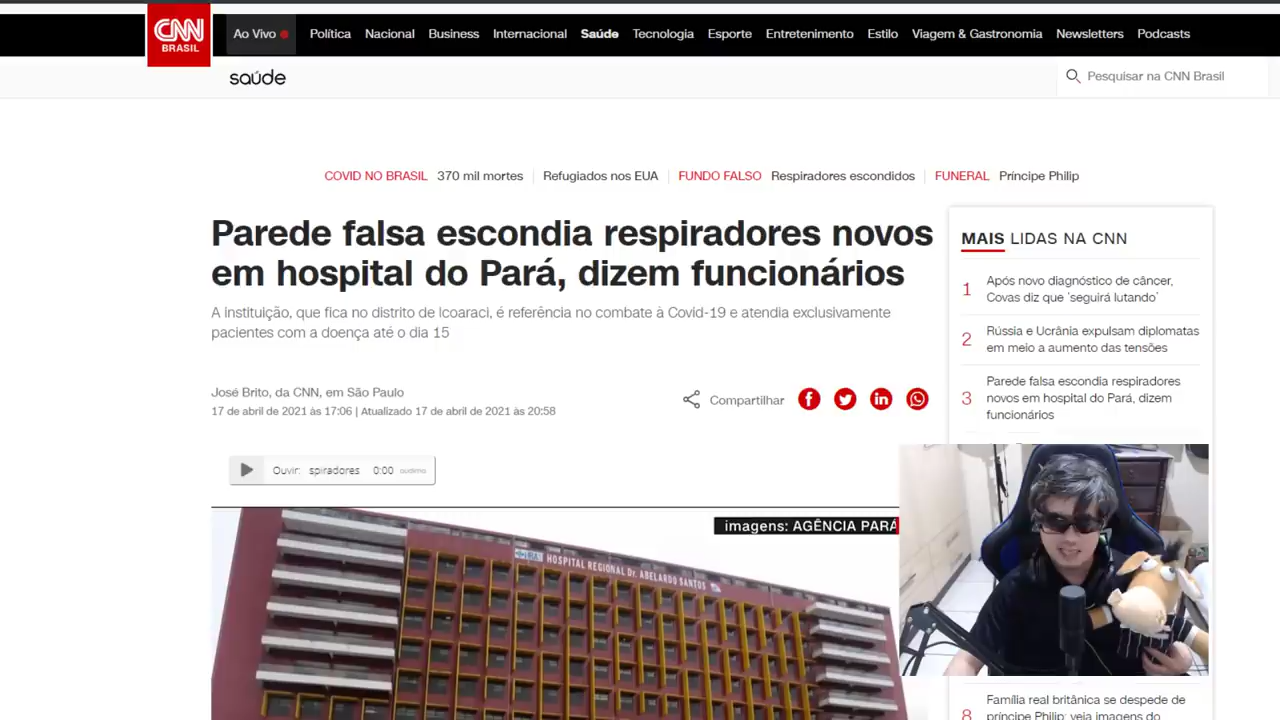 CNN
BRASIL
Ao Vivo
Política
Nacional
Business
Internacional
Saúde
Tecnologia
Esporte
Entretenimento
Estilo
Viagem & Gastronomia
Newsletters
Podcasts
saúde
Pesquisar na CNN Brasil
COVID NO BRASIL 370 mil mortes
Refugiados nos EUA
FUNDO FALSO Respiradores escondidos
FUNERAL Príncipe Philip
Parede falsa escondia respiradores novos
em hospital do Pará, dizem funcionários
A instituição, que fica no distrito de Icoaraci, é referência no combate à Covid-19 e atendia exclusivamente
pacientes com a doença até o dia 15
José Brito, da CNN, em São Paulo
17 de abril de 2021 às 17:06 | Atualizado 17 de abril de 2021 às 20:58
Compartilhar
Ouvir: spiradores 0:00 audima
imagens: AGÊNCIA PARÁ
HOSPITAL REGIONAL Dr. ABELARDO SANTOS
MAIS LIDAS NA CNN
1 Após novo diagnóstico de câncer,
Covas diz que 'seguirá lutando'
2 Rússia e Ucrânia expulsam diplomatas
em meio a aumento das tensões
3 Parede falsa escondia respiradores
novos em hospital do Pará, dizem
funcionários
8 Família real britânica se despede de
príncipe Philip; veja imagens do